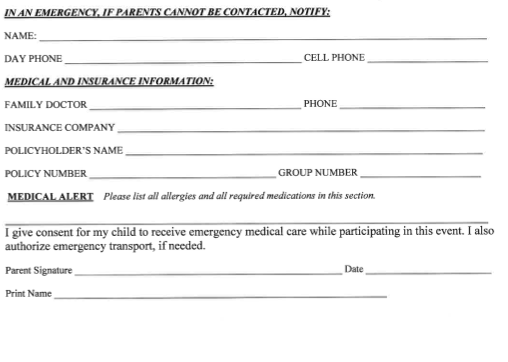 IN AN EMERGENCY, IF PARENTS CANNOT BE CONTACTED, NOTIFY:
NAME:
DAY PHONE CELL PHONE
MEDICAL AND INSURANCE INFORMATION:
FAMILY DOCTOR PHONE
INSURANCE COMPANY
POLICYHOLDER'S NAME
POLICY NUMBER GROUP NUMBER
MEDICAL ALERT Please list all allergies and all required medications in this section.
I give consent for my child to receive emergency medical care while participating in this event. I also
authorize emergency transport, if needed.
Parent Signature Date
Print Name